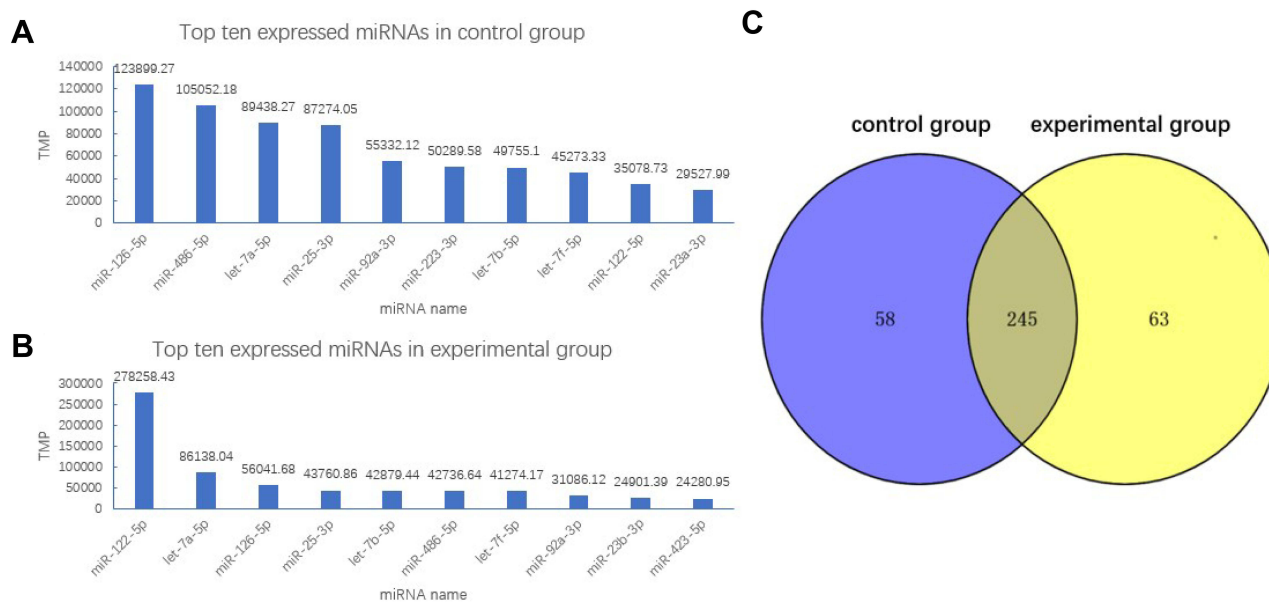 A
Top ten expressed miRNAs in control group
TMP
140000
120000
100000
80000
60000
40000
20000
0
123899.27
105052.18
89438.27
87274.05
55332.12
50289.58
49755.1
45273.33
35078.73
29527.99
miR-126-5p
miR-486-5p
let-7a-5p
miR-25-3p
miR-92a-3p
miR-223-3p
let-7b-5p
let-7f-5p
miR-122-5p
miR-23a-3p
miRNA name
B
Top ten expressed miRNAs in experimental group
TMP
300000
250000
200000
150000
100000
50000
0
278258.43
86138.04
56041.68
43760.86
42879.44
42736.64
41274.17
31086.12
24901.39
24280.95
miR-122-5p
let-7a-5p
miR-126-5p
miR-25-3p
let-7b-5p
miR-486-5p
let-7f-5p
miR-92a-3p
miR-23b-3p
miR-423-5p
miRNA name
C
control group
experimental group
58
245
63